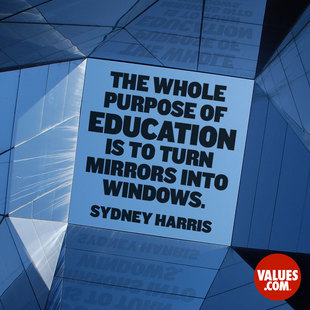 THE WHOLE
PURPOSE OF
EDUCATION
IS TO TURN
MIRRORS INTO
WINDOWS.
SYDNEY HARRIS
VALUES
.COM®